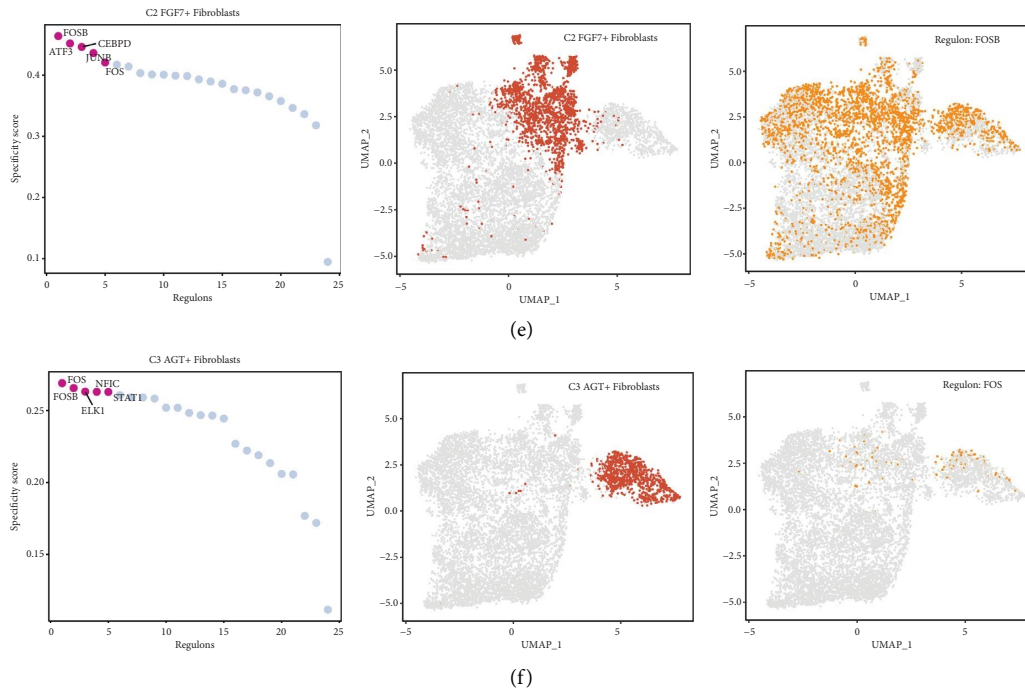 C2 FGF7+ Fibroblasts
FOSB
CEBPD
ATF3
JUNB
FOS
0.4
0.3
0.4
0.1
0 5 10 15 20 25
Specificity score
Regulons
C2 FGF7+ Fibroblasts
5.0
2.5
0.0
−2.5
−5.0
−5 0 5
UMAP_2
UMAP_1
Regulon: FOSB
5.0
2.5
0.0
−2.5
−5.0
−5 0 5
UMAP_2
UMAP_1
(e)
C3 AGT+ Fibroblasts
FOS
NFIC
FOSB
STAT1
ELK1
0.25
0.20
0.15
0 5 10 15 20 25
Specificity score
Regulons
C3 AGT+ Fibroblasts
5.0
2.5
0.0
−2.5
−5.0
−5 0 5
UMAP_2
UMAP_1
Regulon: FOS
5.0
2.5
0.0
−2.5
−5.0
−5 0 5
UMAP_2
UMAP_1
(f)